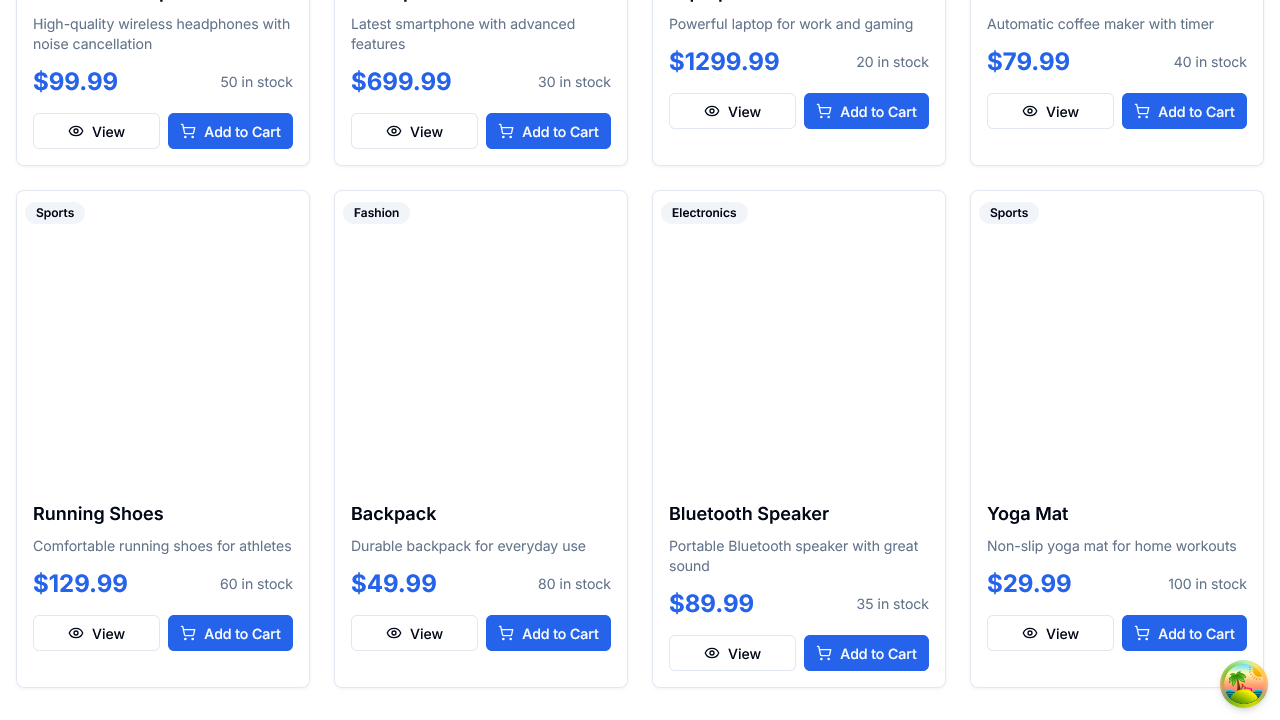 High-quality wireless headphones with
noise cancellation
$99.99
50 in stock
View
Add to Cart
Latest smartphone with advanced
features
$699.99
30 in stock
View
Add to Cart
Powerful laptop for work and gaming
$1299.99
20 in stock
View
Add to Cart
Automatic coffee maker with timer
$79.99
40 in stock
View
Add to Cart
Sports
Running Shoes
Comfortable running shoes for athletes
$129.99
60 in stock
View
Add to Cart
Fashion
Backpack
Durable backpack for everyday use
$49.99
80 in stock
View
Add to Cart
Electronics
Bluetooth Speaker
Portable Bluetooth speaker with great
sound
$89.99
35 in stock
View
Add to Cart
Sports
Yoga Mat
Non-slip yoga mat for home workouts
$29.99
100 in stock
View
Add to Cart